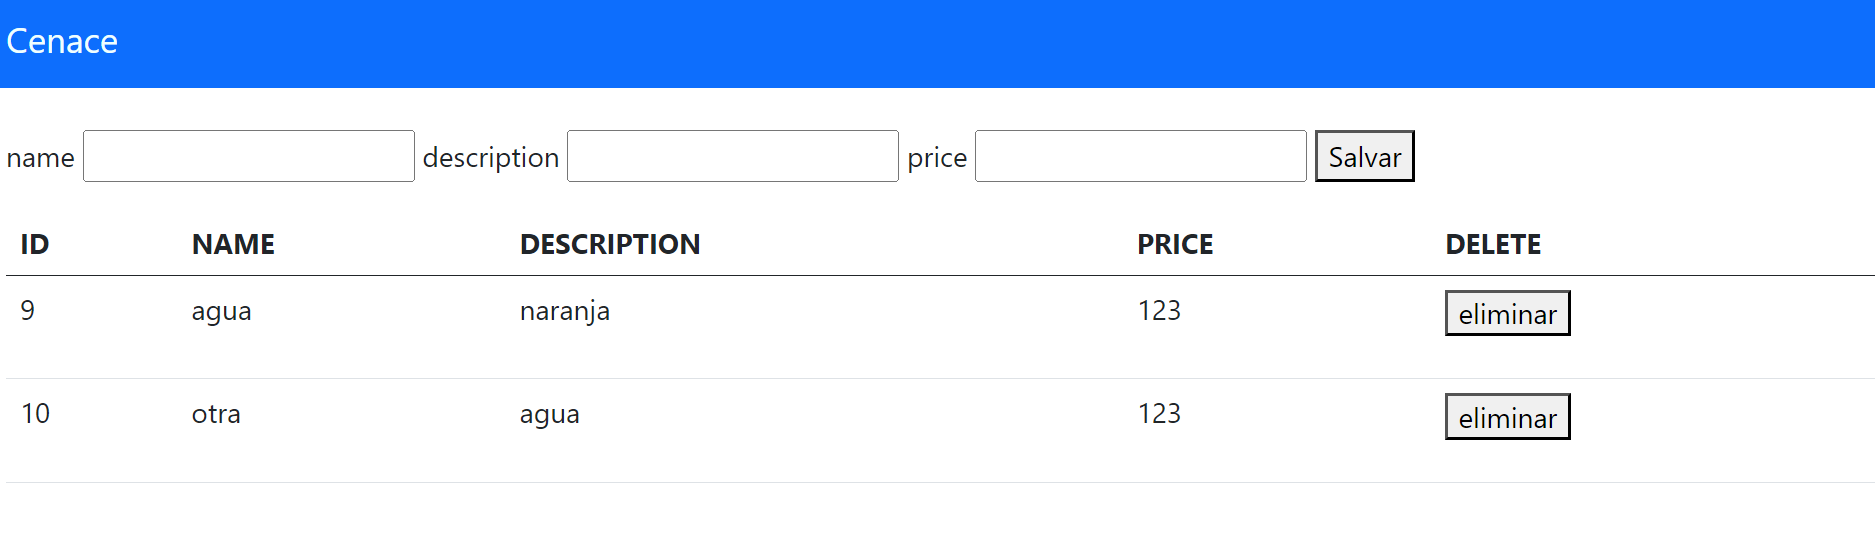 Cenace
name description price Salvar
ID NAME DESCRIPTION PRICE DELETE
9 agua naranja 123 eliminar
10 otra agua 123 eliminar